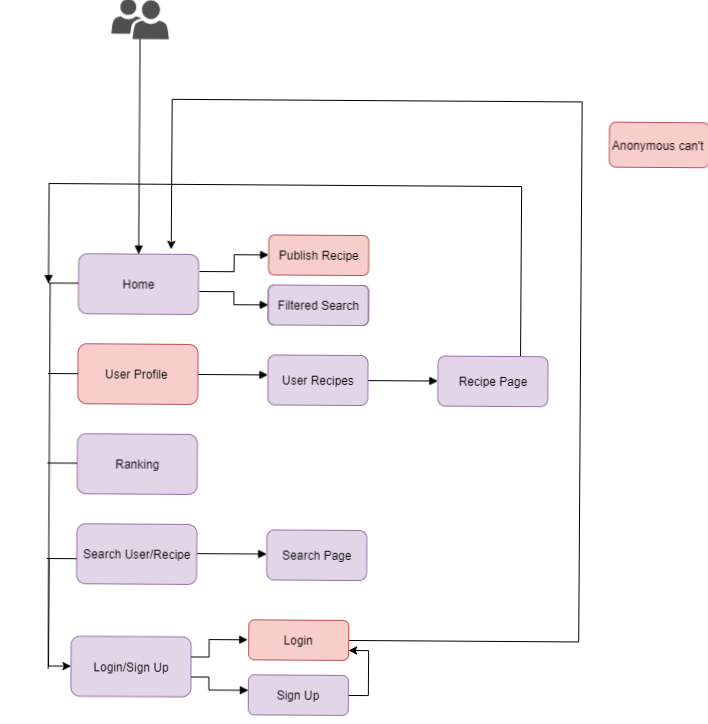 Anonymous can't
Publish Recipe
Home
Filtered Search
User Profile
User Recipes
Recipe Page
Ranking
Search User/Recipe
Search Page
Login
Login/Sign Up
Sign Up